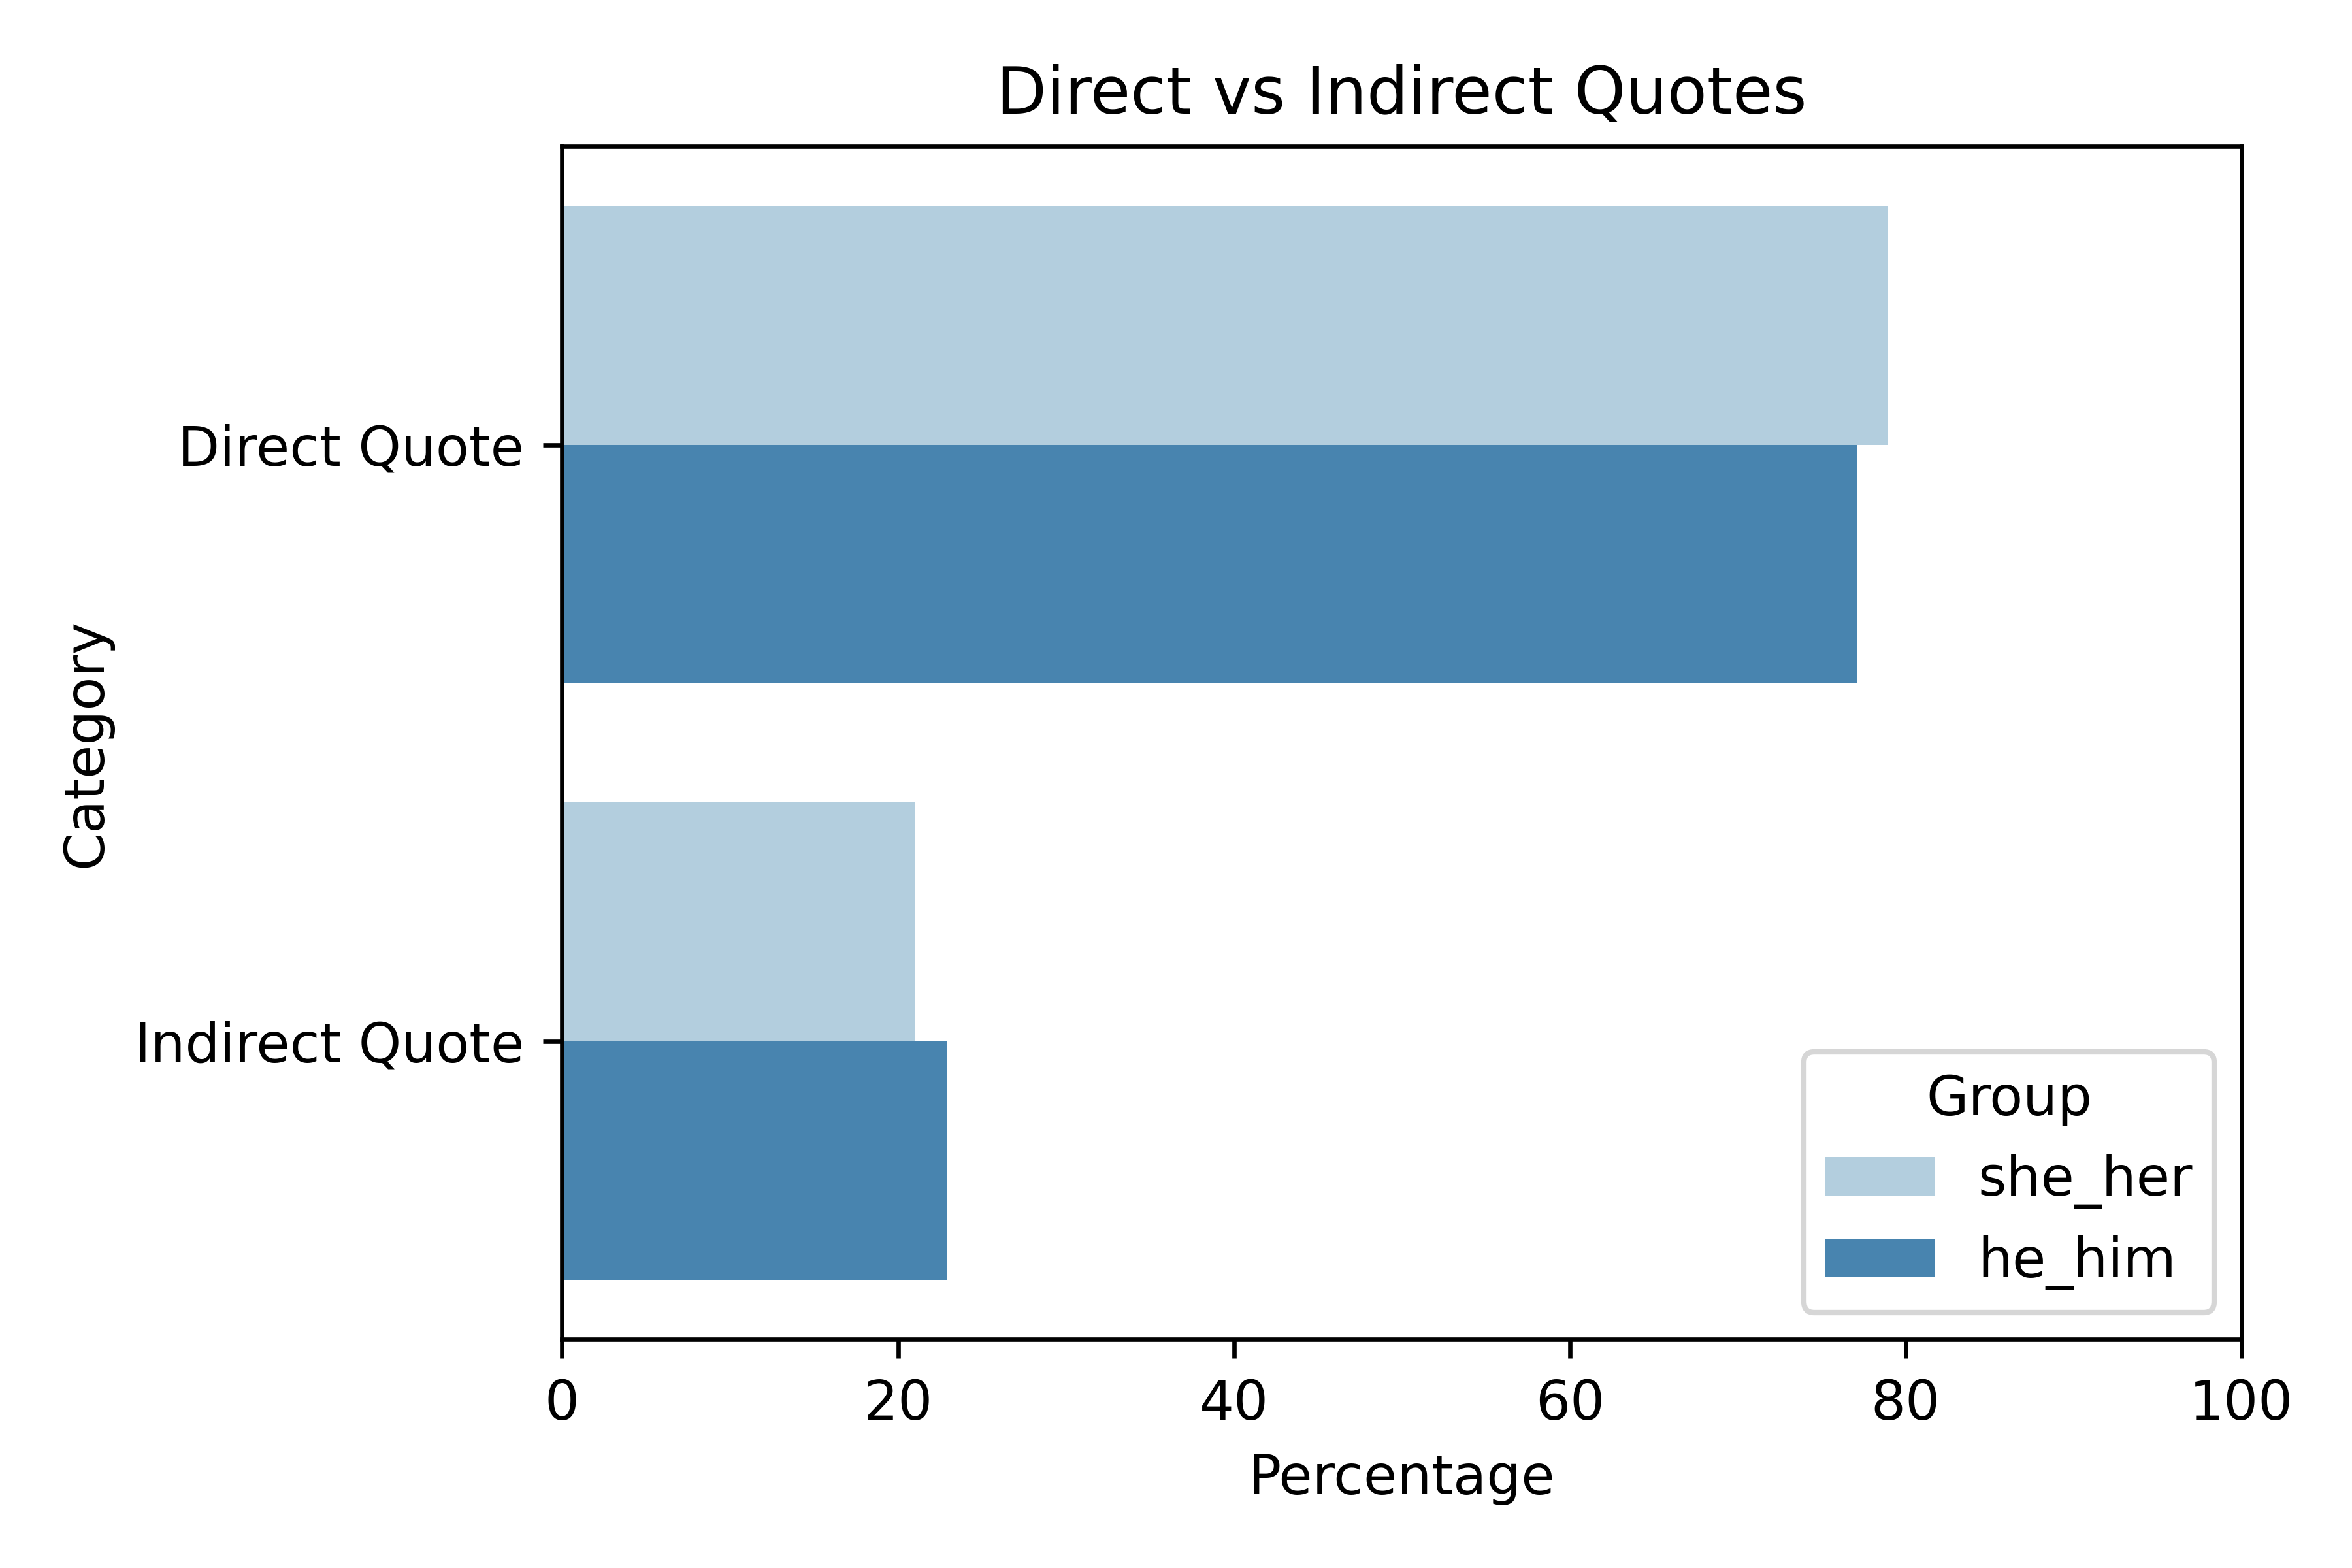 Direct vs Indirect Quotes
Direct Quote
Indirect Quote
Category
Group
she_her
he_him
0 20 40 60 80 100
Percentage